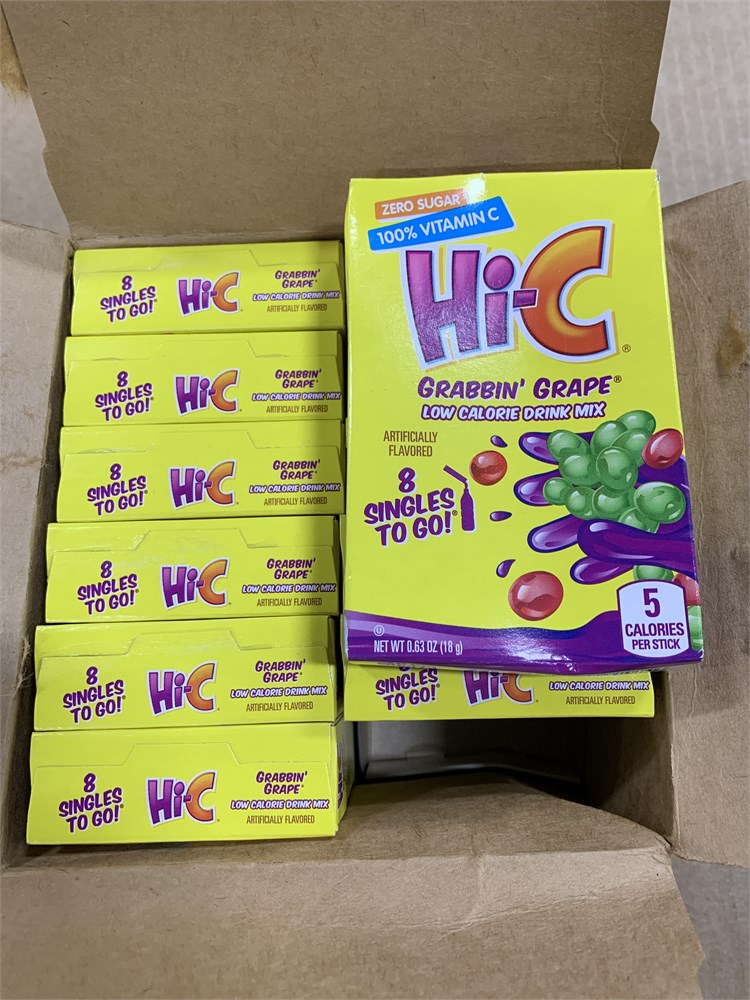 8
SINGLES
TO GO!®
Hi-C®
GRABBIN'
GRAPE®
LOW CALORIE DRINK MIX
ARTIFICIALLY FLAVORED
8
SINGLES
TO GO!®
Hi-C®
GRABBIN'
GRAPE®
LOW CALORIE DRINK MIX
ARTIFICIALLY FLAVORED
8
SINGLES
TO GO!®
Hi-C®
GRABBIN'
GRAPE®
LOW CALORIE DRINK MIX
ARTIFICIALLY FLAVORED
8
SINGLES
TO GO!®
Hi-C®
GRABBIN'
GRAPE®
LOW CALORIE DRINK MIX
ARTIFICIALLY FLAVORED
8
SINGLES
TO GO!®
Hi-C®
GRABBIN'
GRAPE®
LOW CALORIE DRINK MIX
ARTIFICIALLY FLAVORED
8
SINGLES
TO GO!®
Hi-C®
GRABBIN'
GRAPE®
LOW CALORIE DRINK MIX
ARTIFICIALLY FLAVORED
ZERO SUGAR
100% VITAMIN C
Hi-C®
GRABBIN' GRAPE®
LOW CALORIE DRINK MIX
ARTIFICIALLY
FLAVORED
8
SINGLES
TO GO!®
5
CALORIES
PER STICK
U
NET WT 0.63 OZ (18 g)
SINGLES
TO GO!®
Hi-C®
LOW CALORIE DRINK MIX
ARTIFICIALLY FLAVORED